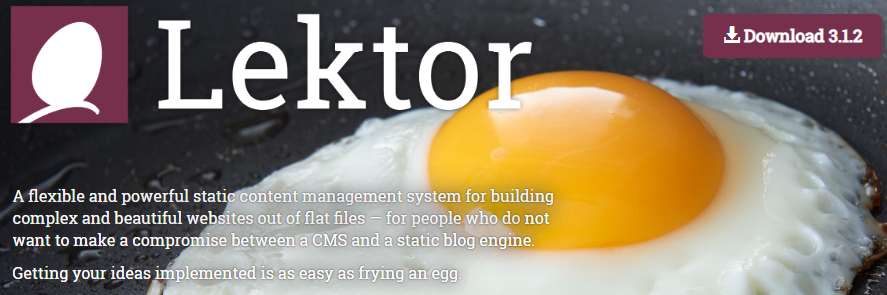 Lektor
Download 3.1.2
A flexible and powerful static content management system for building
complex and beautiful websites out of flat files — for people who do not
want to make a compromise between a CMS and a static blog engine.
Getting your ideas implemented is as easy as frying an egg.